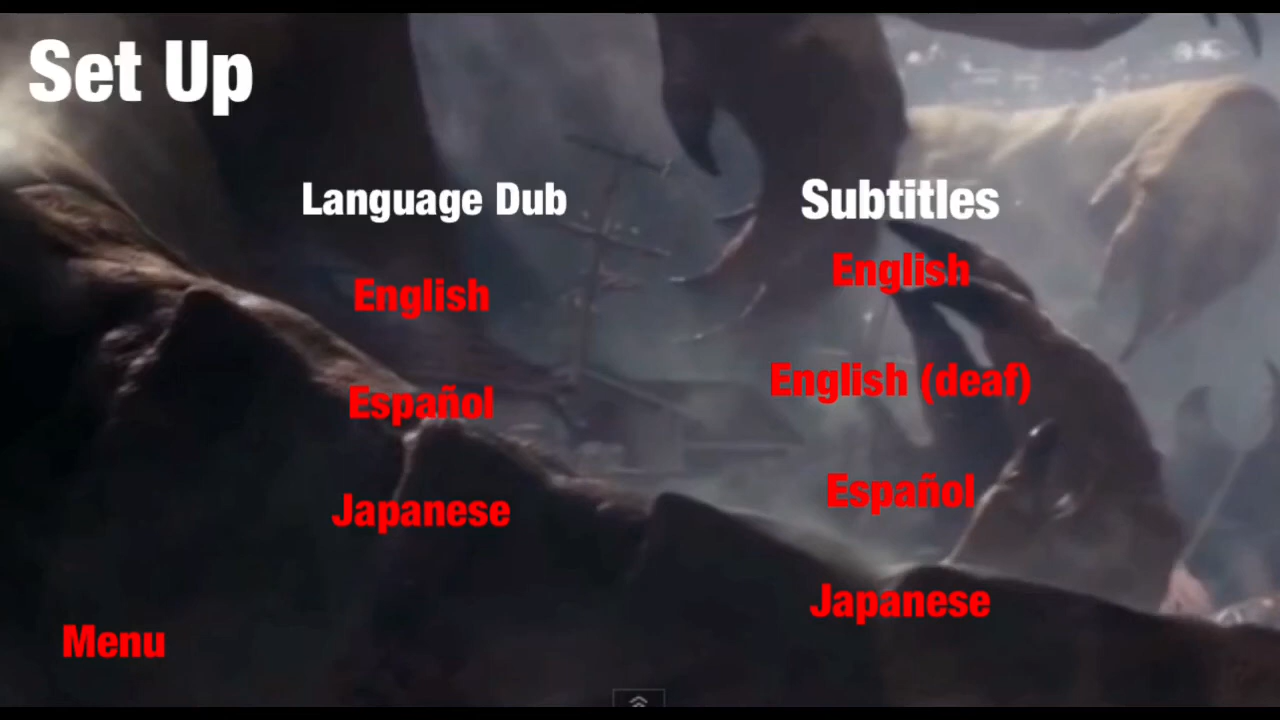 Set Up
Language Dub
English
Español
Japanese
Subtitles
English
English (deaf)
Español
Japanese
Menu